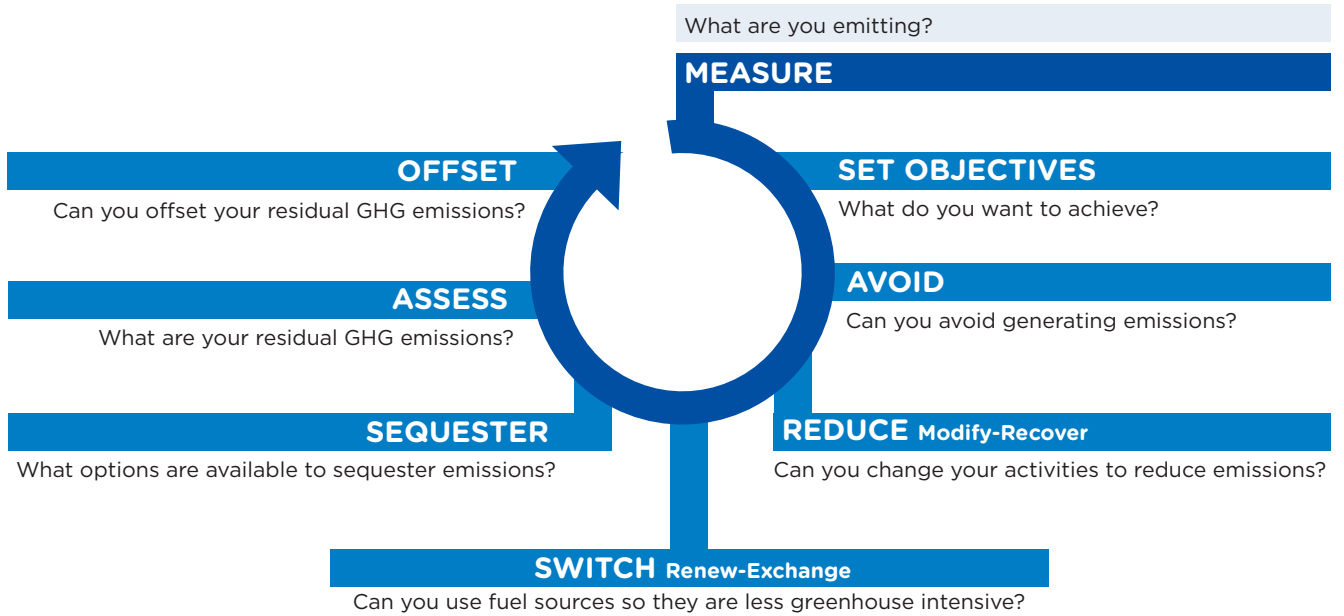 What are you emitting?
MEASURE
SET OBJECTIVES
What do you want to achieve?
AVOID
Can you avoid generating emissions?
REDUCE Modify-Recover
Can you change your activities to reduce emissions?
SWITCH Renew-Exchange
Can you use fuel sources so they are less greenhouse intensive?
SEQUESTER
What options are available to sequester emissions?
ASSESS
What are your residual GHG emissions?
OFFSET
Can you offset your residual GHG emissions?